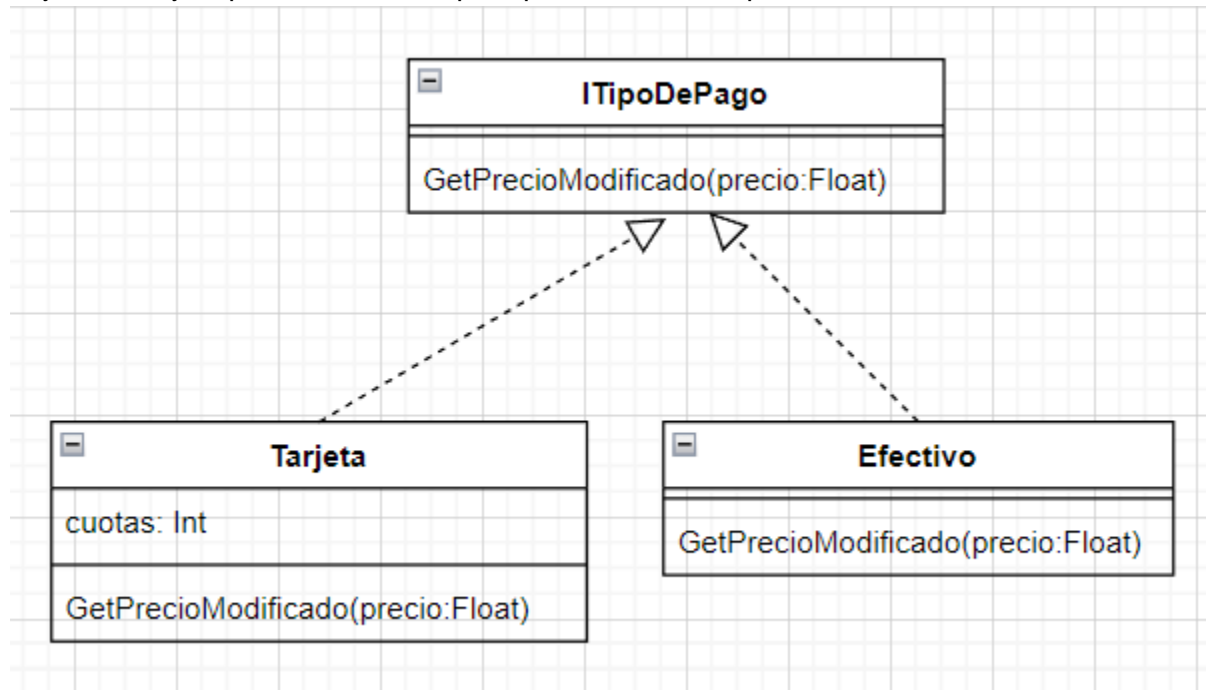 ITipoDePago
GetPrecioModificado(precio:Float)
Tarjeta
cuotas: Int
GetPrecioModificado(precio:Float)
Efectivo
GetPrecioModificado(precio:Float)